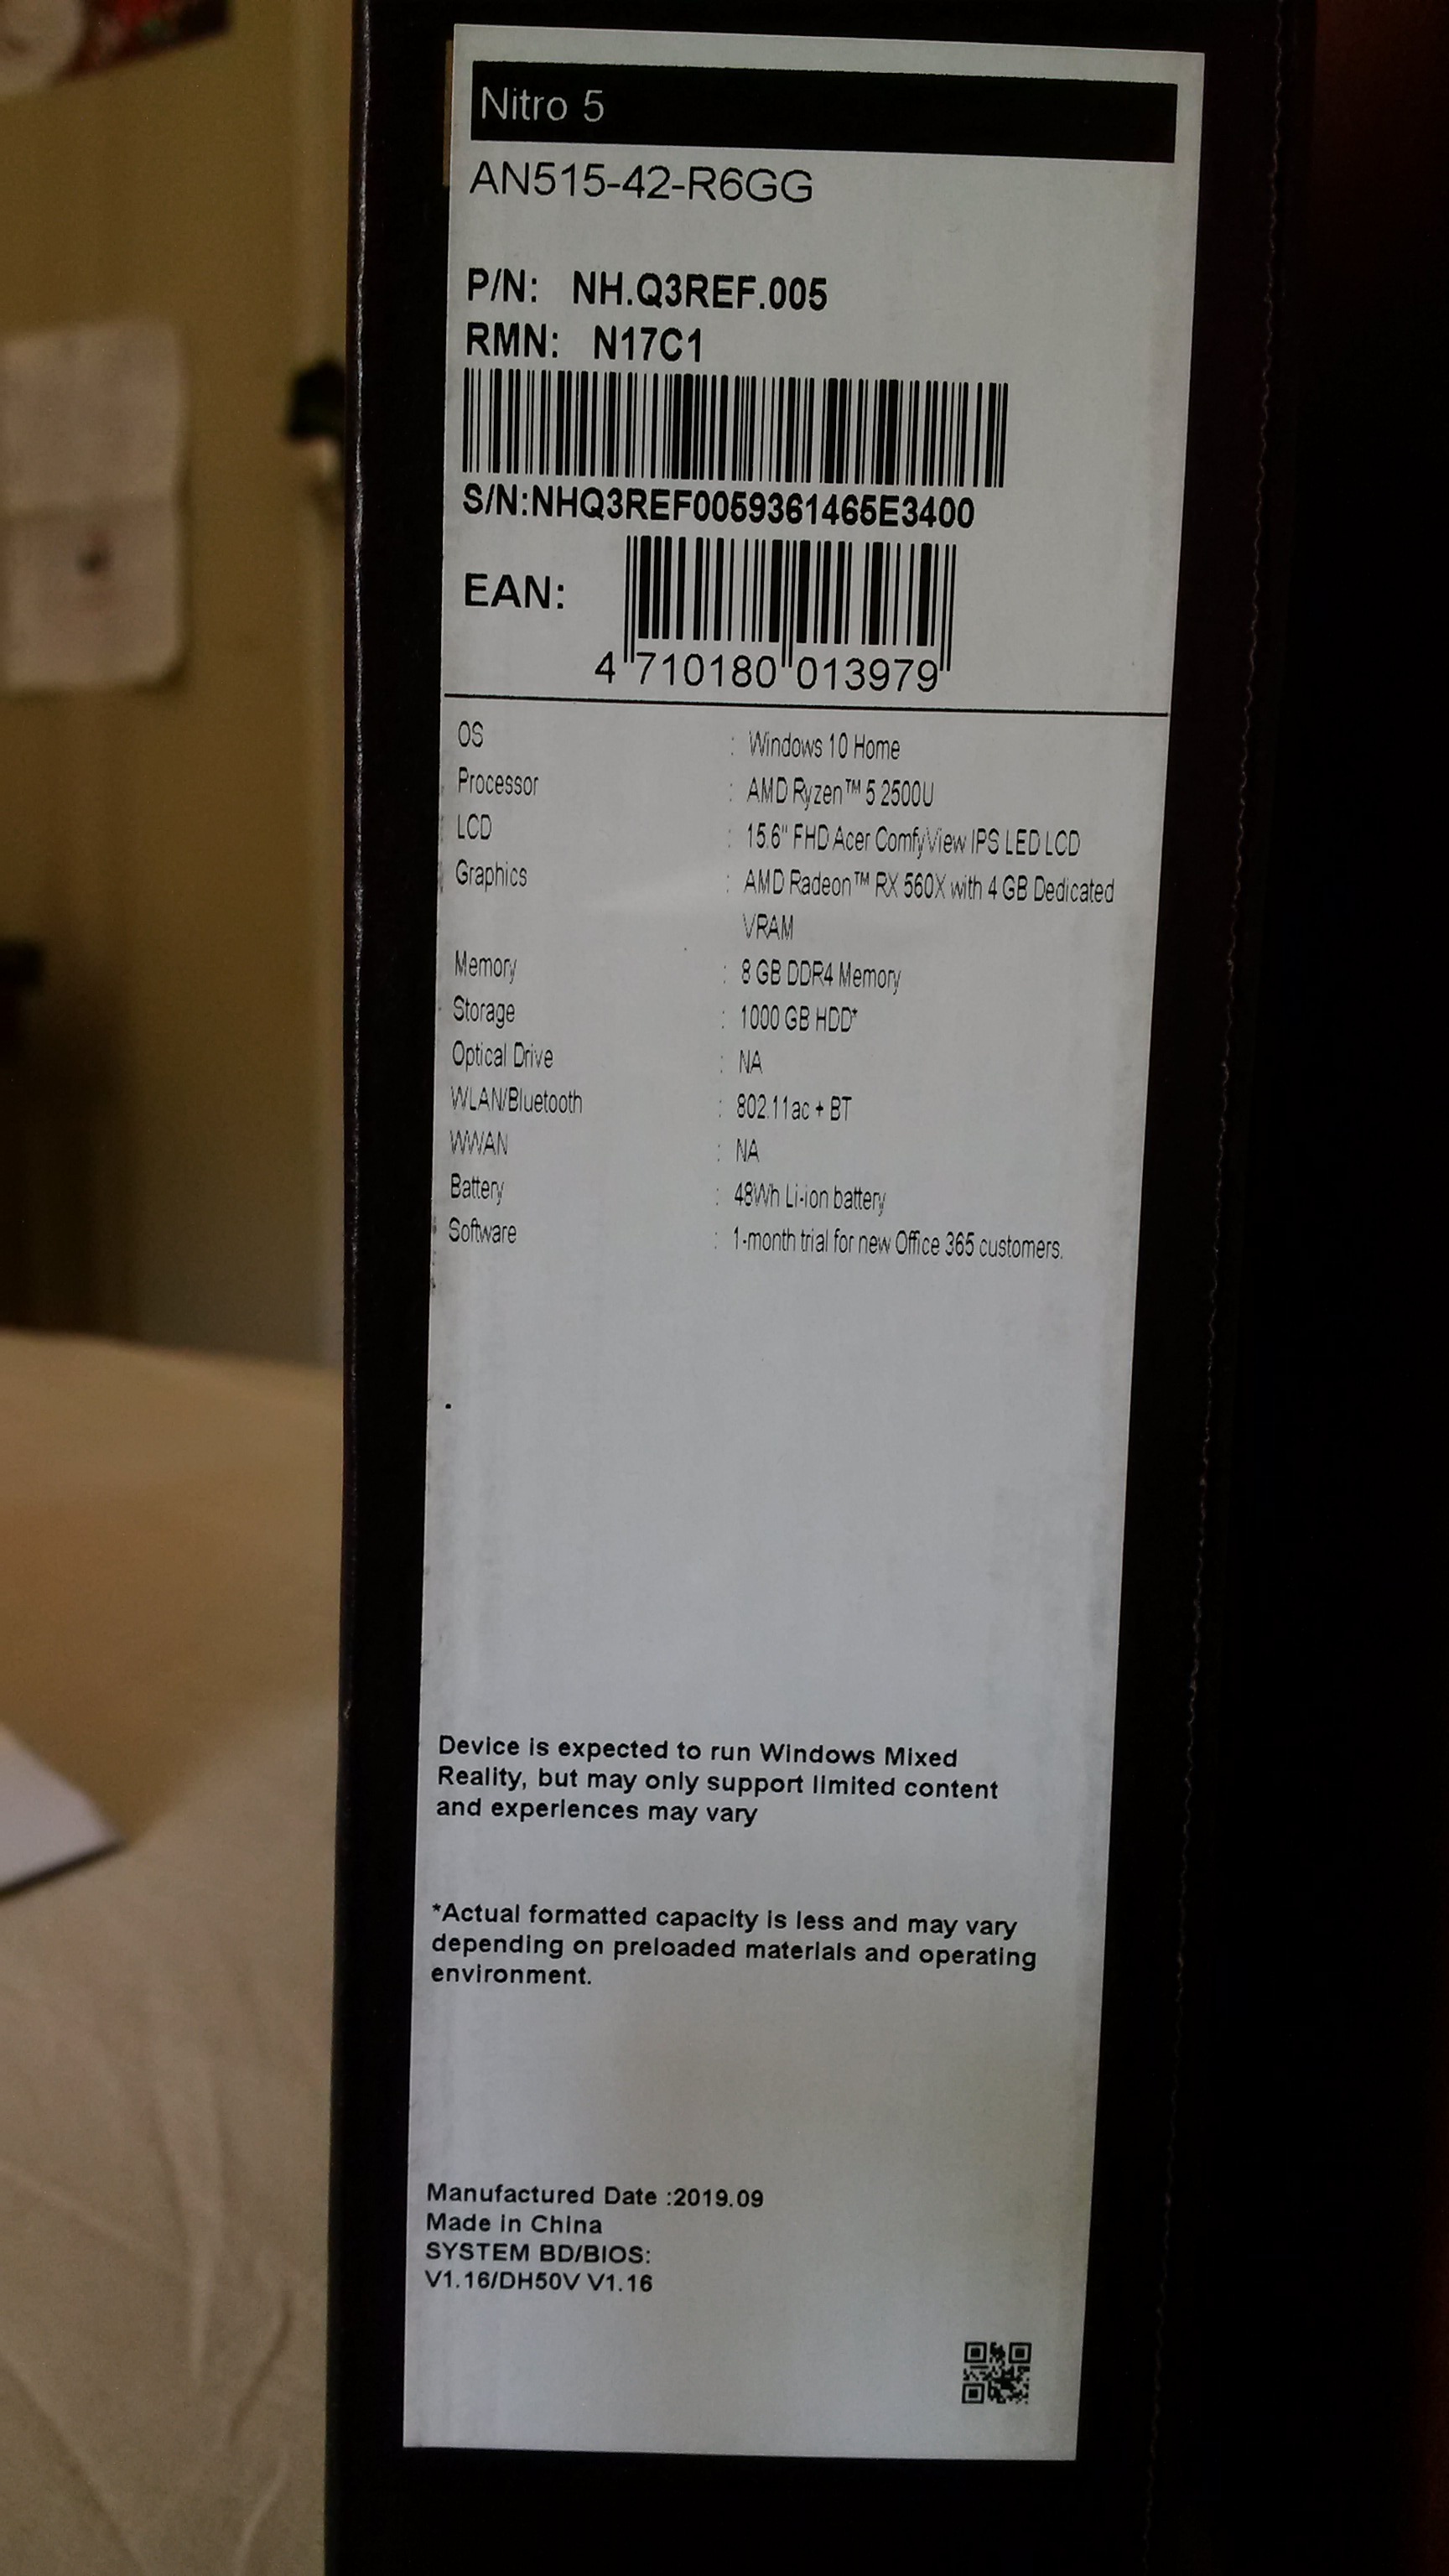 Nitro 5
AN515-42-R6GG
P/N: NH.Q3REF.005
RMN: N17C1
S/N:NHQ3REF0059361465E3400
EAN:
4 710180 013979
OS : Windows 10 Home
Processor : AMD Ryzen™ 5 2500U
LCD : 15.6" FHD Acer ComfyView IPS LED LCD
Graphics : AMD Radeon™ RX 560X with 4 GB Dedicated
VRAM
Memory : 8 GB DDR4 Memory
Storage : 1000 GB HDD*
Optical Drive : NA
WLAN/Bluetooth : 802.11ac + BT
WWAN : NA
Battery : 48Wh Li-ion battery
Software : 1-month trial for new Office 365 customers.
Device is expected to run Windows Mixed
Reality, but may only support limited content
and experiences may vary
*Actual formatted capacity is less and may vary
depending on preloaded materials and operating
environment.
Manufactured Date :2019.09
Made in China
SYSTEM BD/BIOS:
V1.16/DH50V V1.16